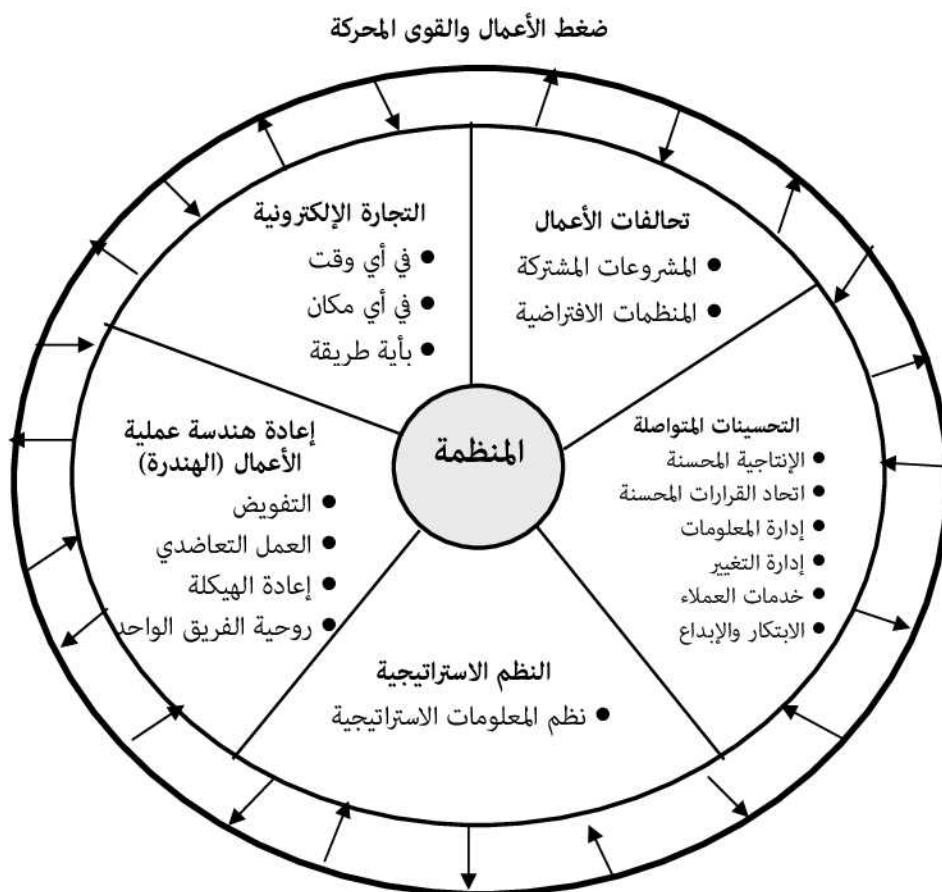 ضغط الأعمال والقوى المحركة
تحالفات الأعمال
● المشروعات المشتركة
● المنظمات الافتراضية
التجارة الإلكترونية
● في أي وقت
● في أي مكان
● بأية طريقة
المنظمة
التحسينات المتواصلة
● الإنتاجية المحسنة
● اتحاد القرارات المحسنة
● إدارة المعلومات
● إدارة التغيير
● خدمات العملاء
● الابتكار والإبداع
إعادة هندسة عملية
الأعمال (الهندرة)
● التفويض
● العمل التعاضدي
● إعادة الهيكلة
● روحية الفريق الواحد
النظم الاستراتيجية
● نظم المعلومات الاستراتيجية